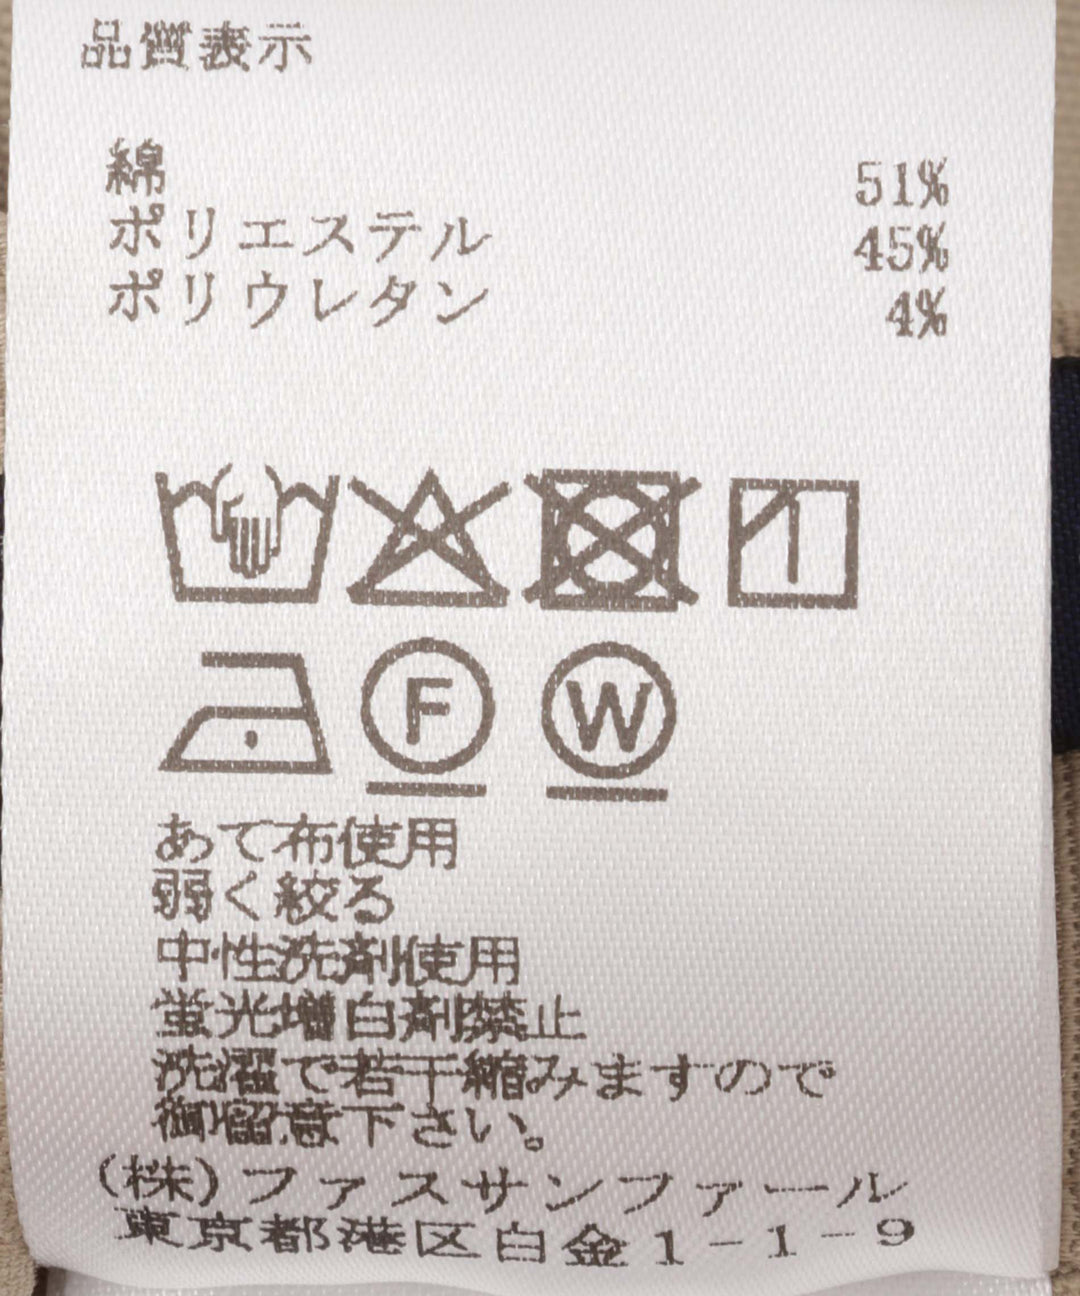 品質表示
綿 51%
ポリエステル 45%
ポリウレタン 4%
F W
あて布使用
弱く絞る
中性洗剤使用
蛍光増白剤禁止
洗濯で若干縮みますので
御留意下さい。
(株)ファスサンファール
東京都港区白金1-1-9